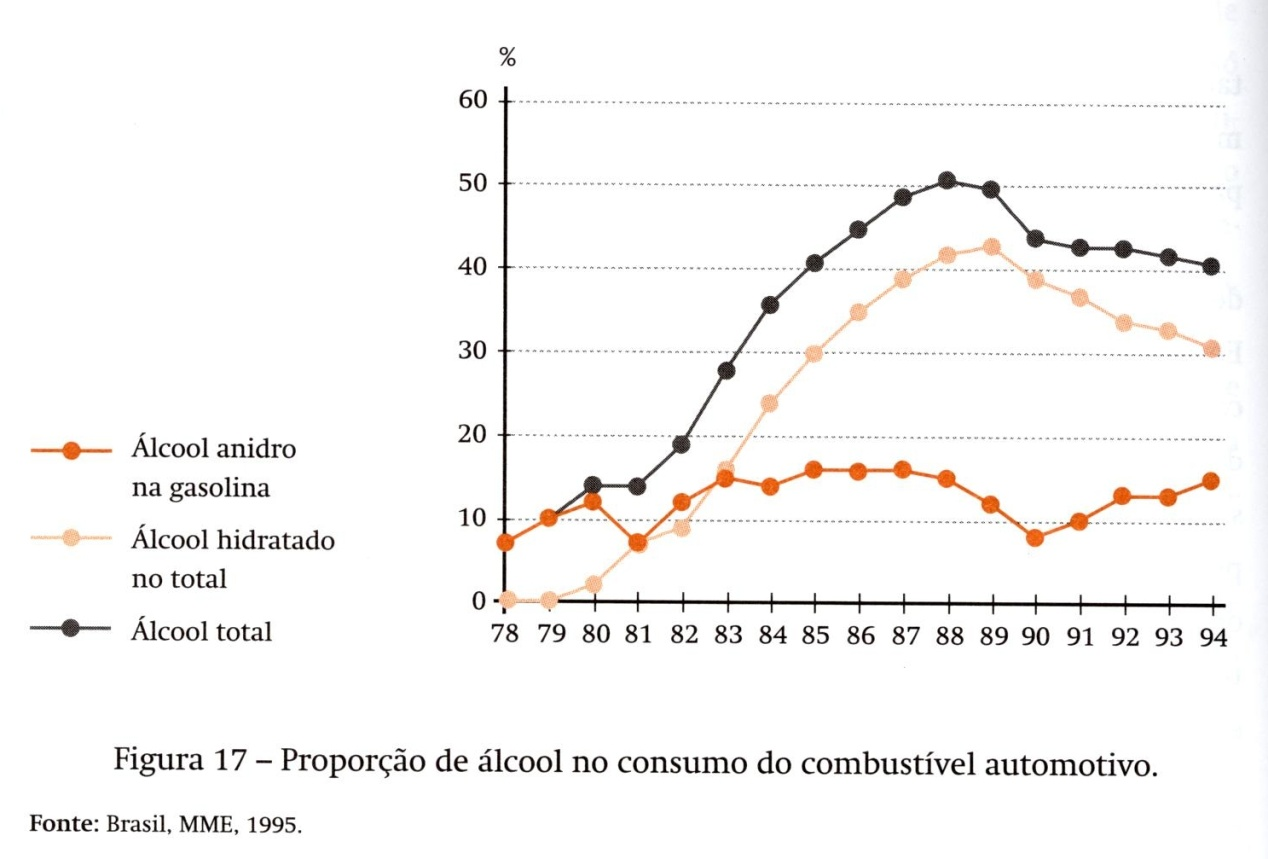 %
60
50
40
30
20
10
0
78 79 80 81 82 83 84 85 86 87 88 89 90 91 92 93 94
Álcool anidro
na gasolina
Álcool hidratado
no total
Álcool total
Figura 17 – Proporção de álcool no consumo do combustível automotivo.
Fonte: Brasil, MME, 1995.